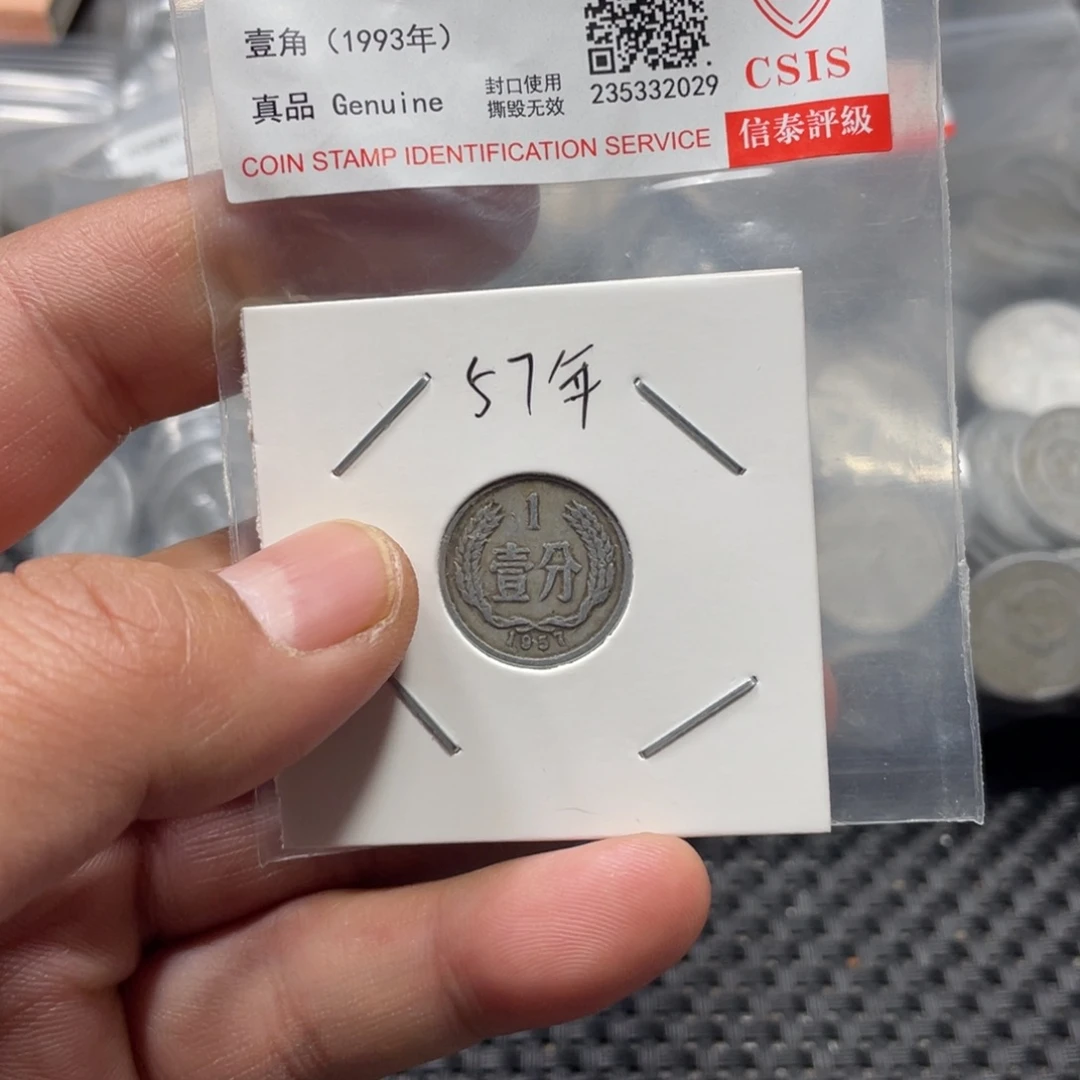 壹角（1993年）
真品 Genuine
封口使用
撕毁无效
235332029
CSIS
COIN STAMP IDENTIFICATION SERVICE
信泰評級
57年
1
壹分
1957